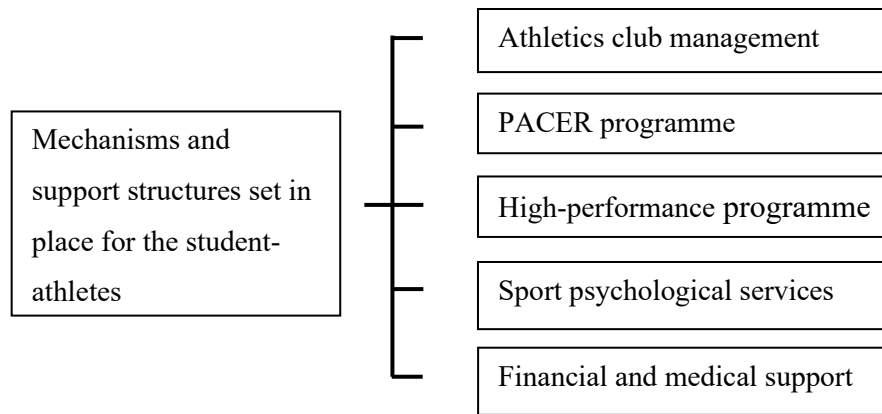 Mechanisms and
support structures set in
place for the student-
athletes
Athletics club management
PACER programme
High-performance programme
Sport psychological services
Financial and medical support